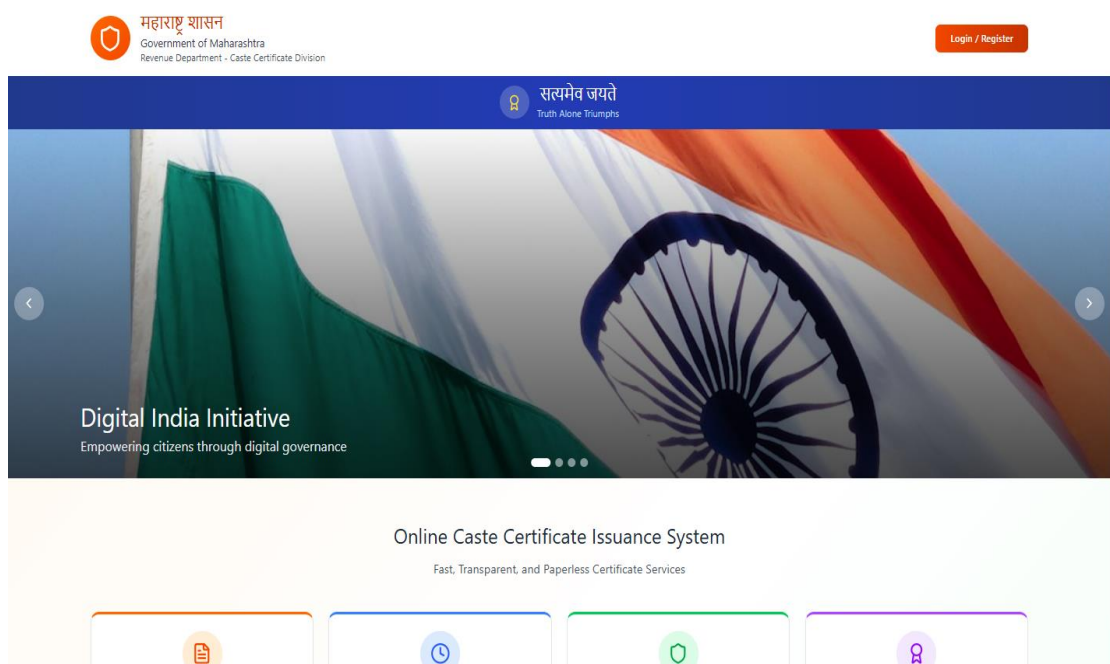 महाराष्ट्र शासन
Government of Maharashtra
Revenue Department - Caste Certificate Division
Login / Register
सत्यमेव जयते
Truth Alone Triumphs
Digital India Initiative
Empowering citizens through digital governance
Online Caste Certificate Issuance System
Fast, Transparent, and Paperless Certificate Services